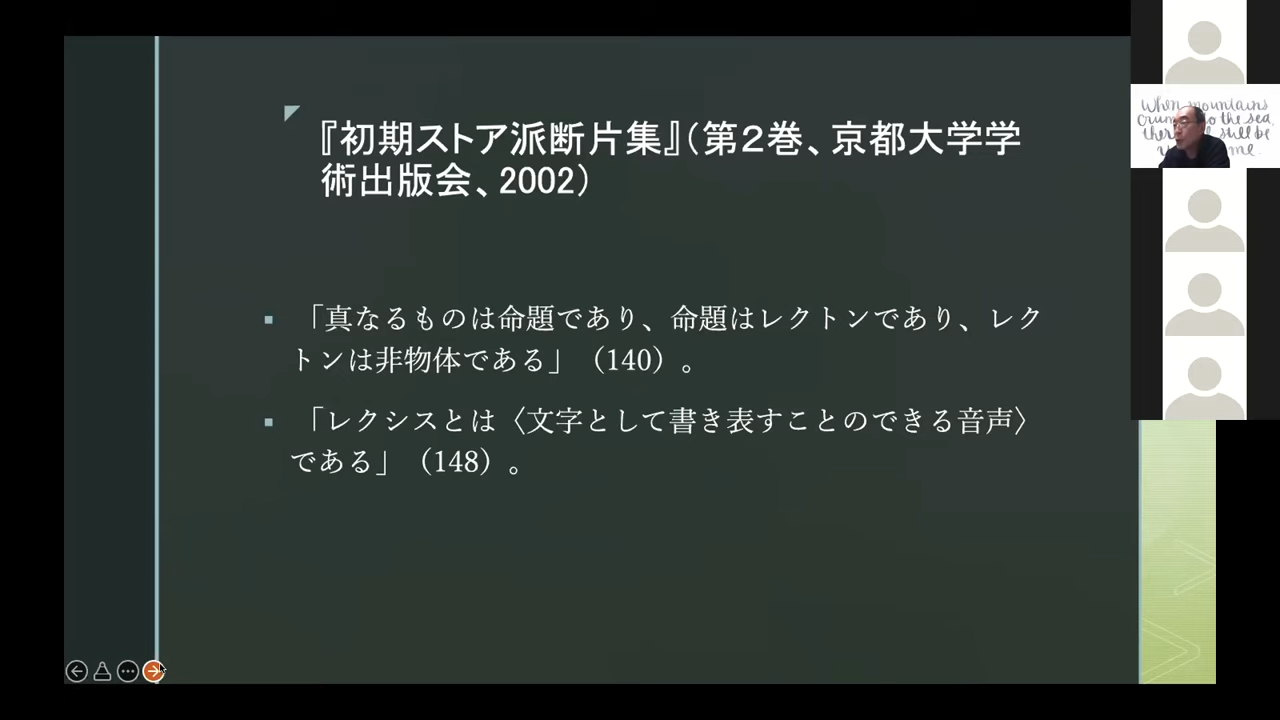 『初期ストア派断片集』（第２巻、京都大学学
術出版会、2002）
「真なるものは命題であり、命題はレクトンであり、レク
トンは非物体である」（140）。
「レクシスとは〈文字として書き表すことのできる音声〉
である」（148）。
When mountains
to the sea,
still be
me.